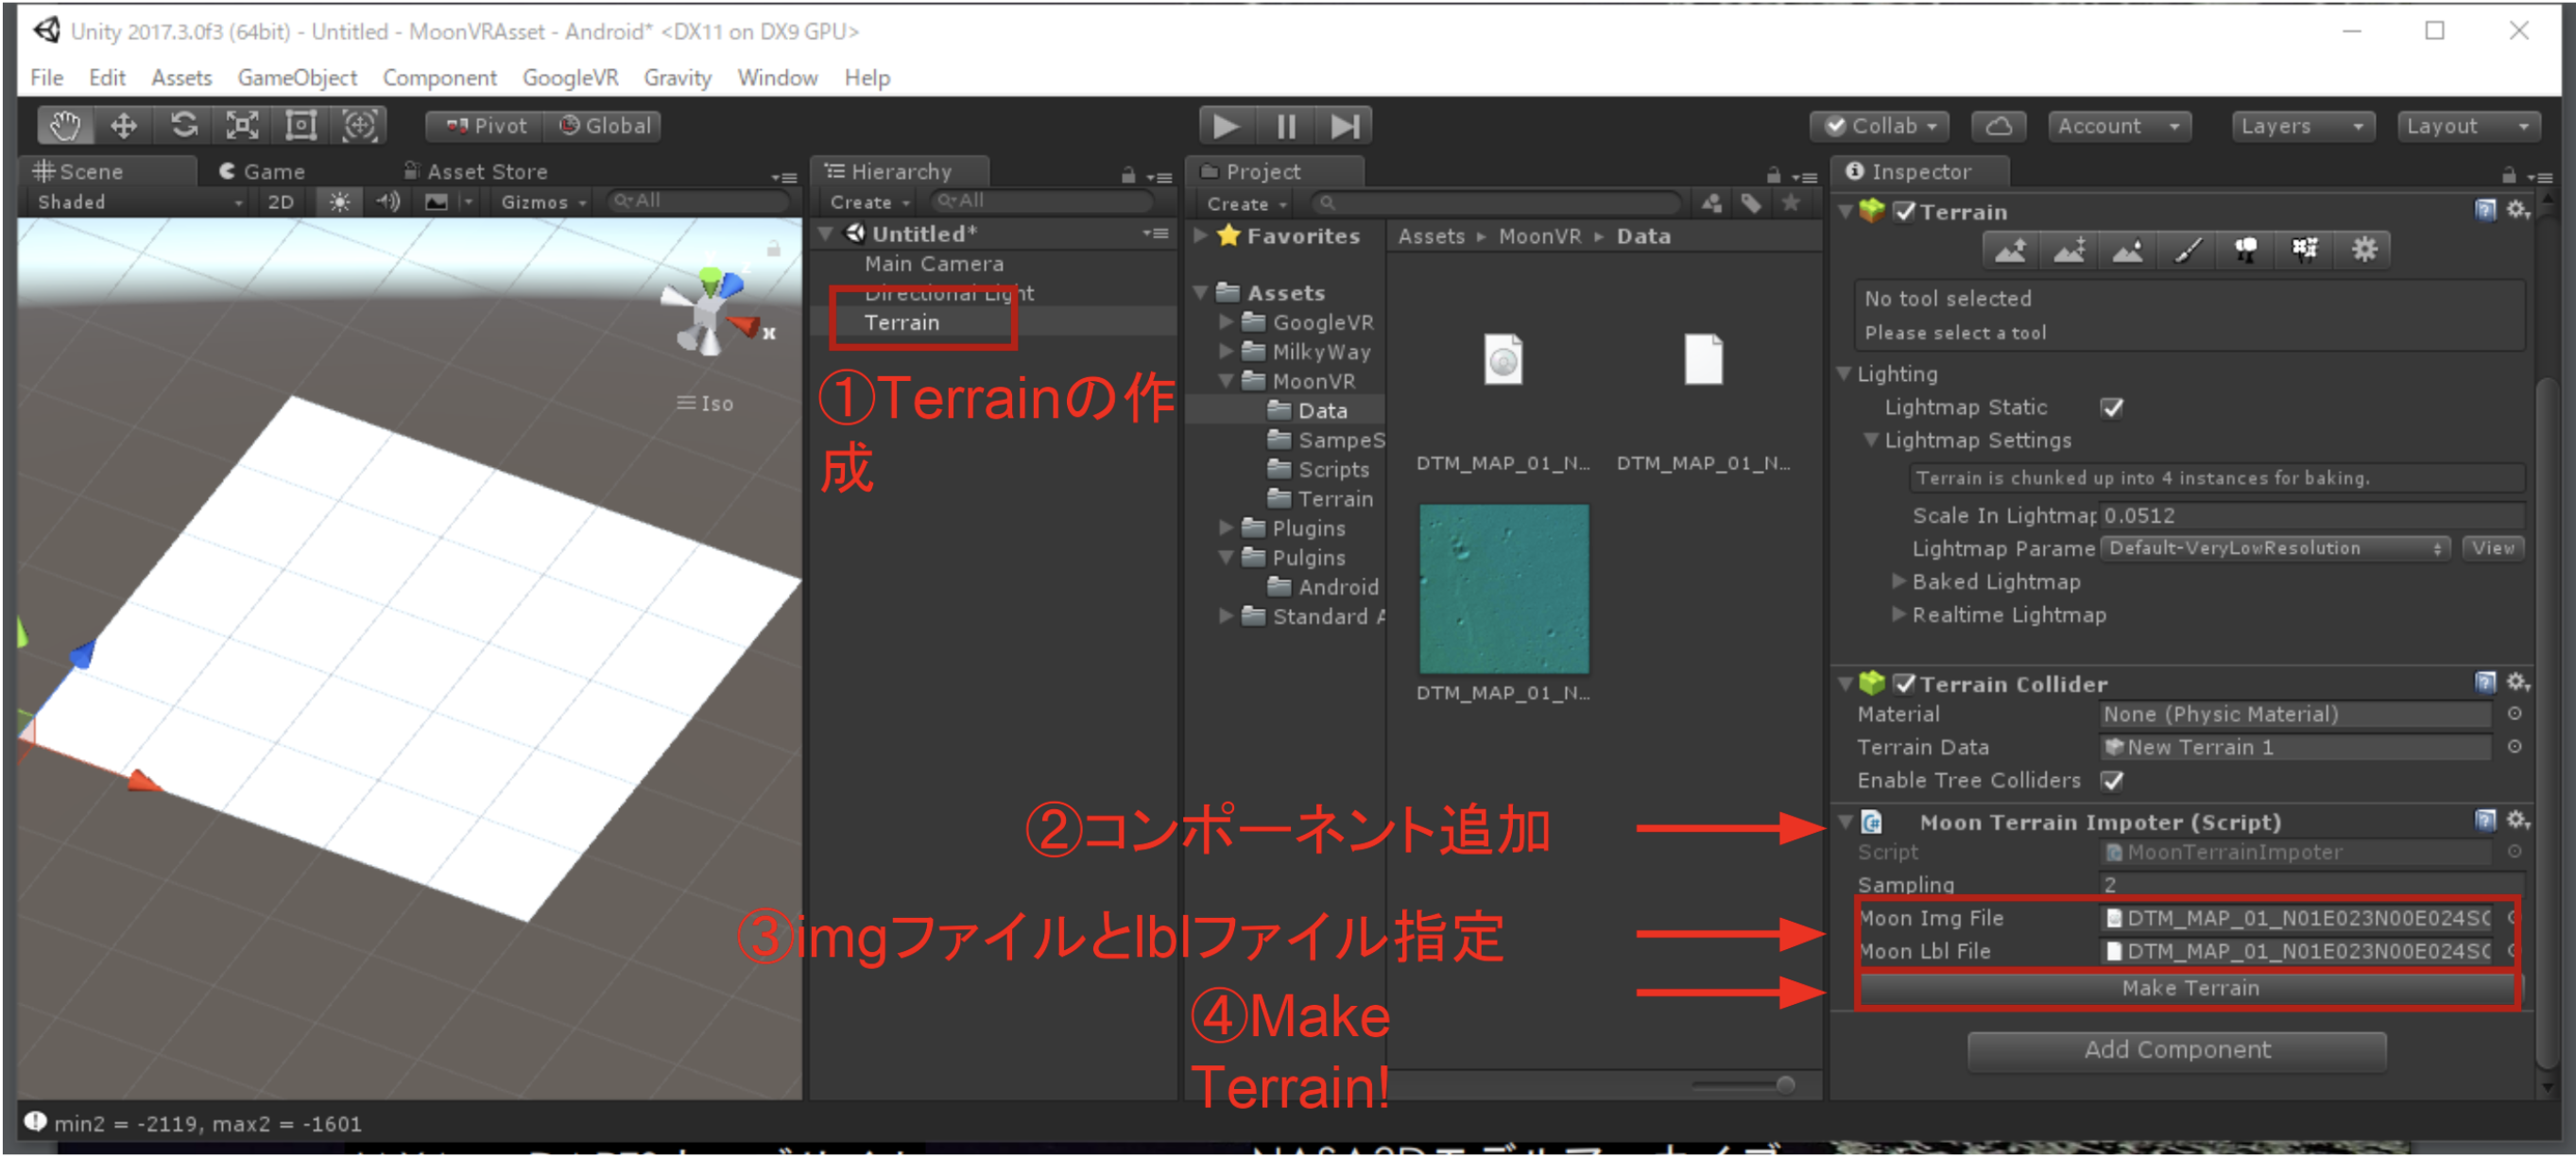 Unity 2017.3.0f3 (64bit) - Untitled - MoonVRAsset - Android* <DX11 on DX9 GPU>
File Edit Assets GameObject Component GoogleVR Gravity Window Help
Pivot Global Collab Account Layers Layout
Scene Game Asset Store
Shaded 2D Gizmos All
Iso
Hierarchy
Create All
Untitled*
Main Camera
Directional Light
Terrain
①Terrainの作
成
Project
Create
Favorites
Assets
GoogleVR
MilkyWay
MoonVR
Data
SampeS
Scripts
Terrain
Plugins
Pulgins
Android
Standard A
Assets ▸ MoonVR ▸ Data
DTM_MAP_01_N... DTM_MAP_01_N...
DTM_MAP_01_N...
②コンポーネント追加
③imgファイルとlblファイル指定
④Make
Terrain!
Inspector
Terrain
No tool selected
Please select a tool
Lighting
Lightmap Static
Lightmap Settings
Terrain is chunked up into 4 instances for baking.
Scale In Lightmap 0.0512
Lightmap Parame Default-VeryLowResolution View
Baked Lightmap
Realtime Lightmap
Terrain Collider
Material None (Physic Material)
Terrain Data New Terrain 1
Enable Tree Colliders
Moon Terrain Impoter (Script)
Script MoonTerrainImpoter
Sampling 2
Moon Img File DTM_MAP_01_N01E023N00E024SC
Moon Lbl File DTM_MAP_01_N01E023N00E024SC
Make Terrain
Add Component
min2 = -2119, max2 = -1601